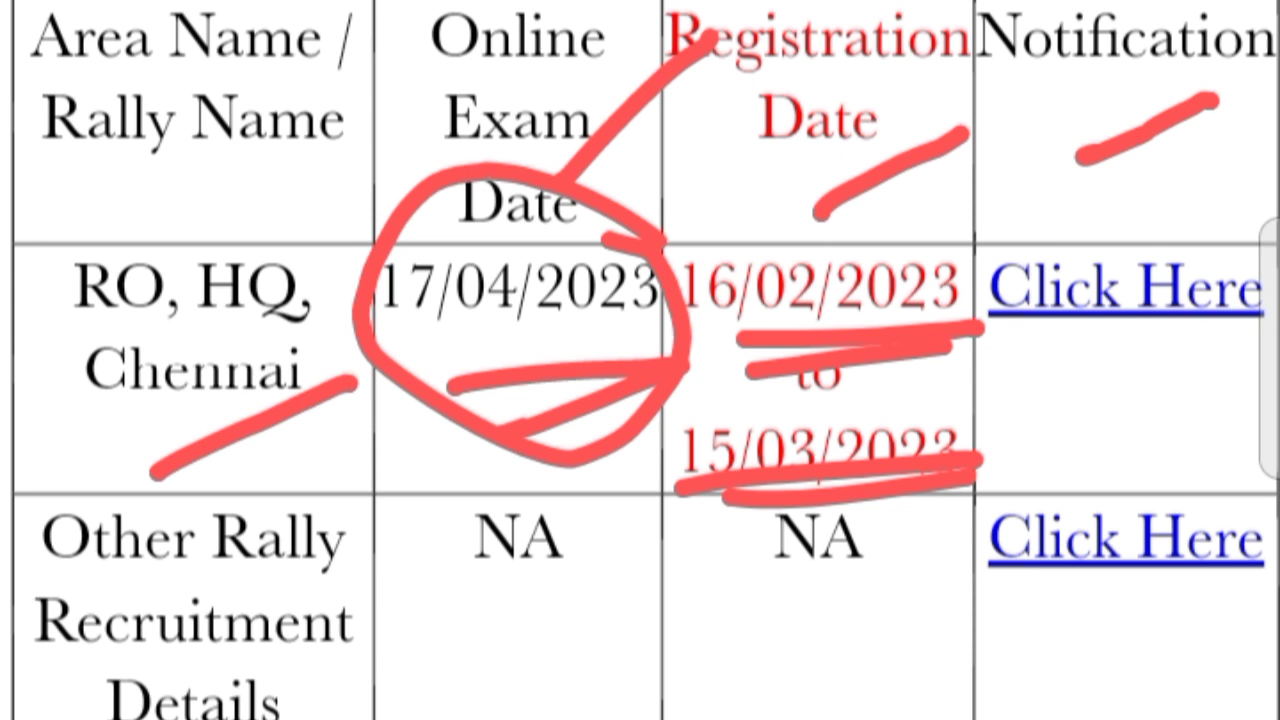 Area Name /
Rally Name
Online
Exam
Date
Registration
Date
Notification
RO, HQ,
Chennai
17/04/2023
16/02/2023
to
15/03/2023
Click Here
Other Rally
Recruitment
Details
NA
NA
Click Here